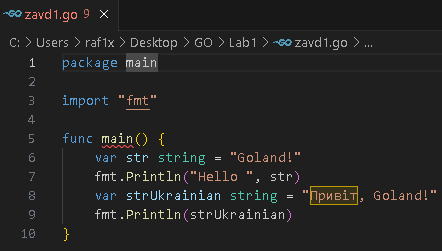 zavd1.go 9 ×
C: > Users > raf1x > Desktop > GO > Lab1 > zavd1.go > ...
1 package main
2
3 import "fmt"
4
5 func main() {
6 var str string = "Goland!"
7 fmt.Println("Hello ", str)
8 var strUkrainian string = "Привіт, Goland!"
9 fmt.Println(strUkrainian)
10 }